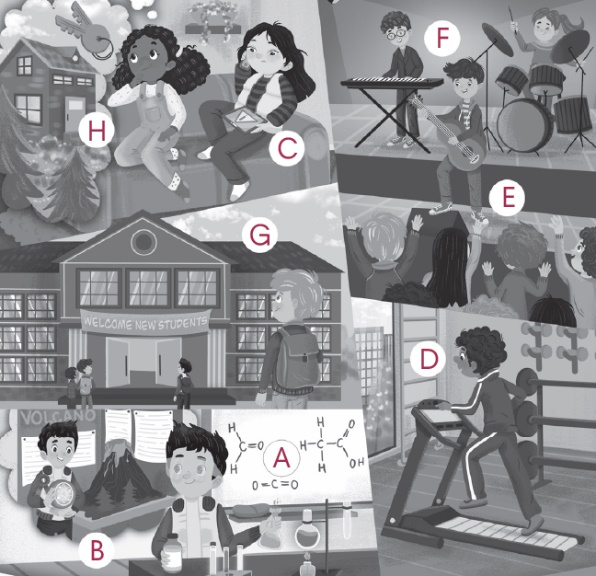 F
H
C
E
G
WELCOME NEW STUDENTS
D
VOLCANO
A
H
C=O
H
H
H-C-C
H
O
OH
O=C=O
B